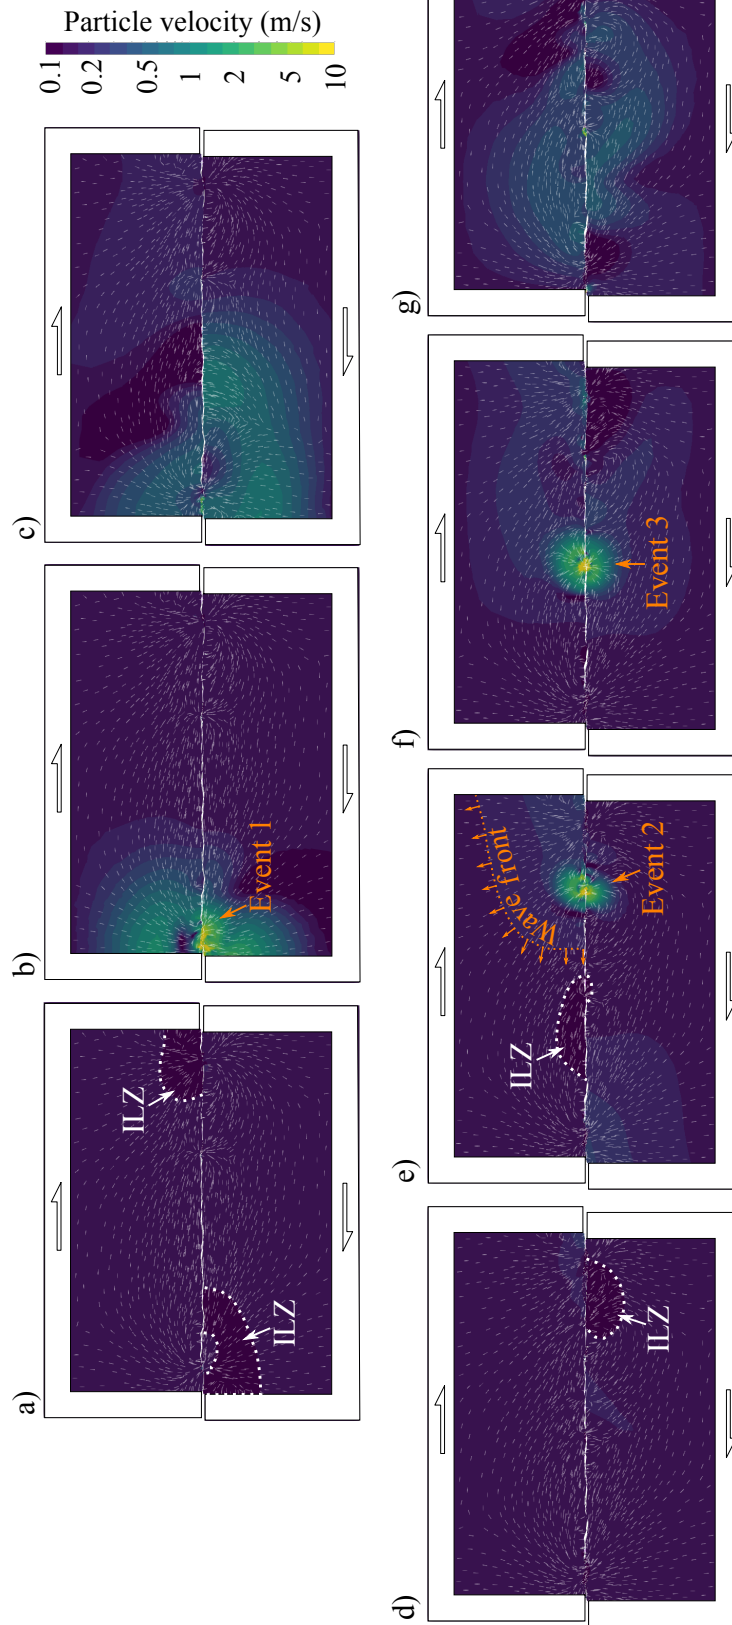 Particle velocity (m/s)
0.1 0.2 0.5 1 2 5 10
a)
ILZ
ILZ
b)
Event 1
c)
d)
ILZ
e)
ILZ
Wave front
Event 2
f)
Event 3
g)